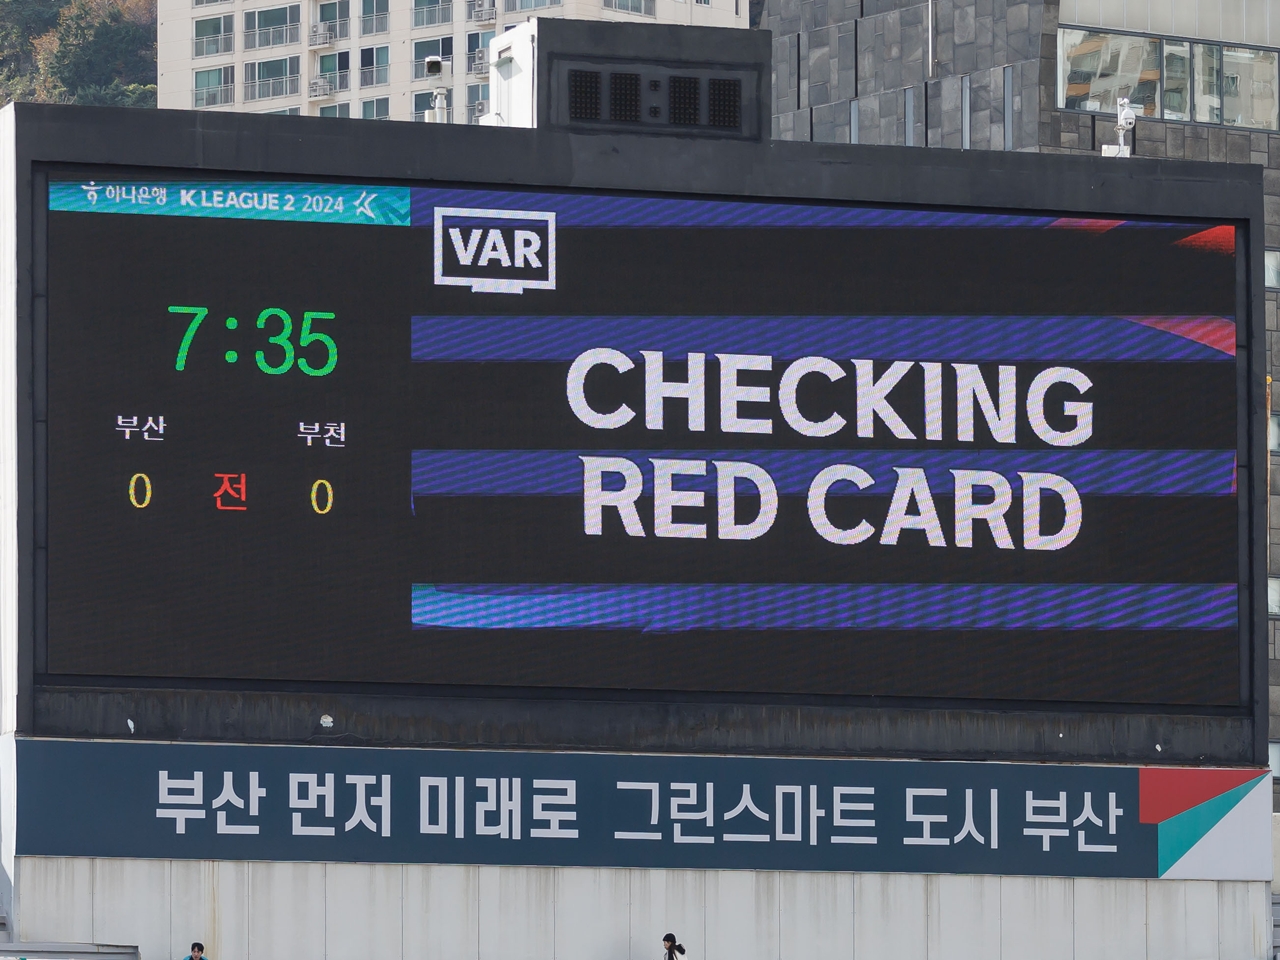 하나은행 K LEAGUE 2 2024
VAR
7:35
부산 부천
0 전 0
CHECKING
RED CARD
부산 먼저 미래로 그린스마트 도시 부산